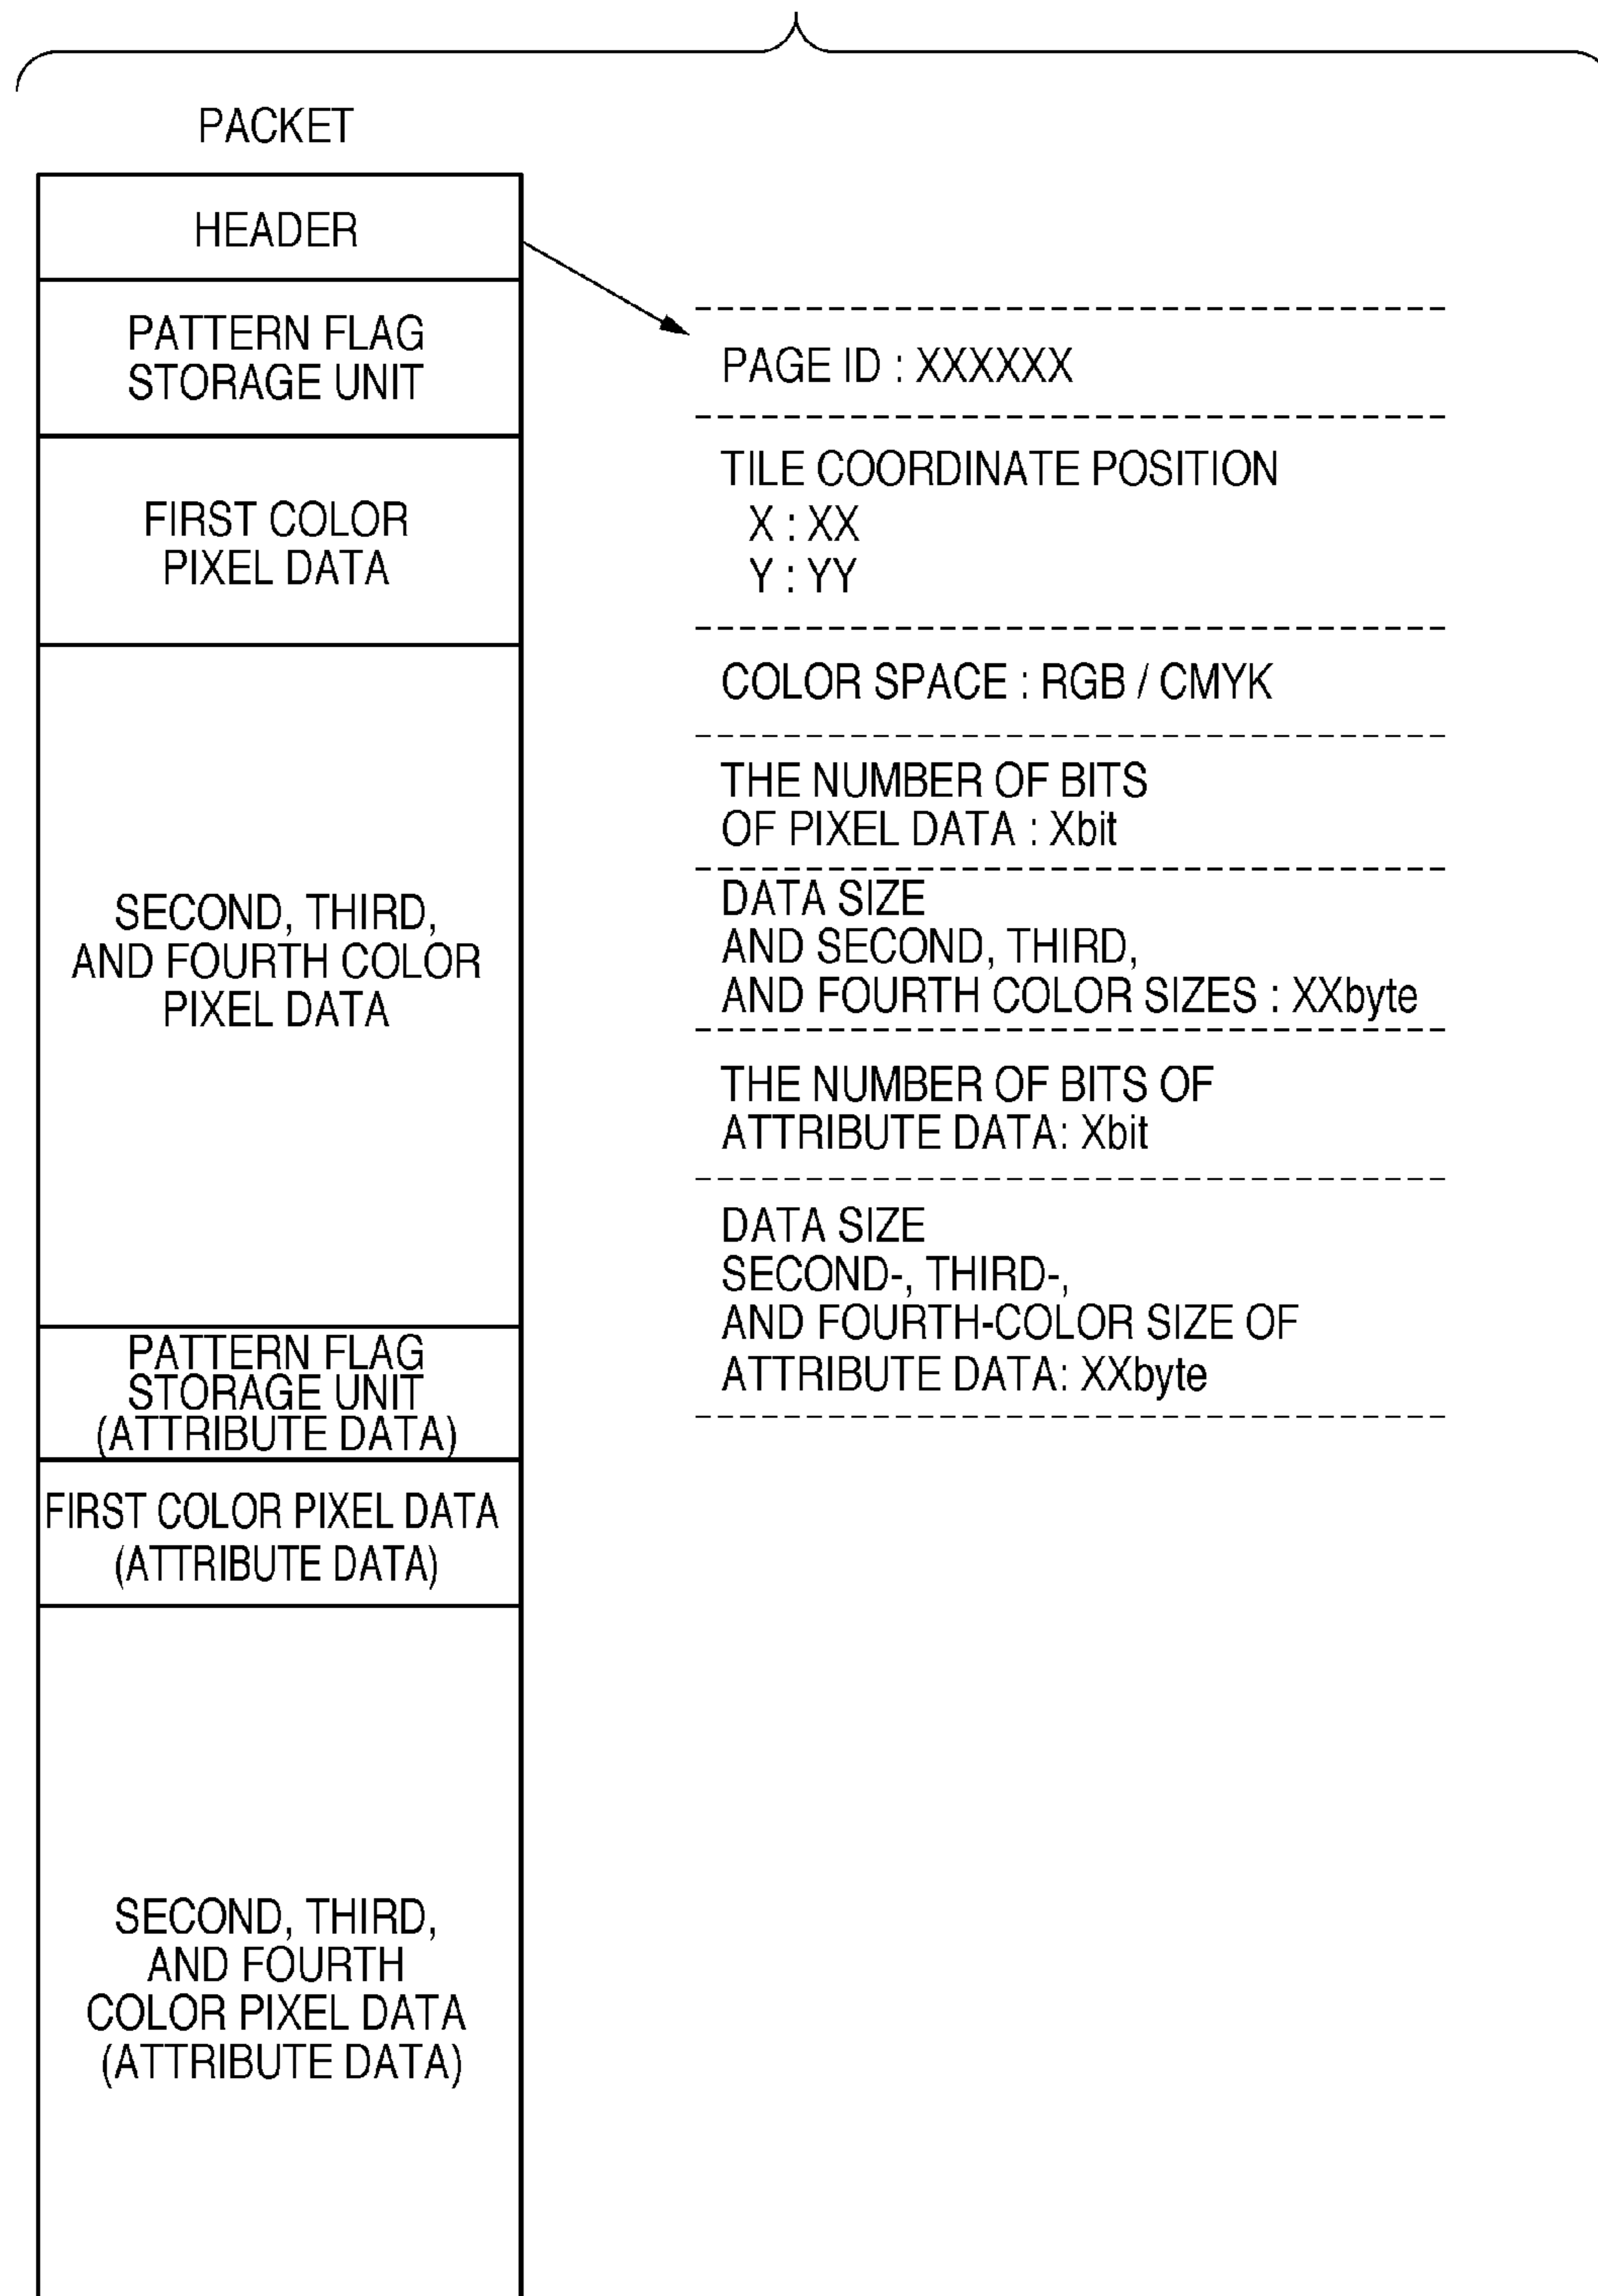 PACKET
HEADER
PATTERN FLAG
STORAGE UNIT
FIRST COLOR
PIXEL DATA
SECOND, THIRD,
AND FOURTH COLOR
PIXEL DATA
PATTERN FLAG
STORAGE UNIT
(ATTRIBUTE DATA)
FIRST COLOR PIXEL DATA
(ATTRIBUTE DATA)
SECOND, THIRD,
AND FOURTH
COLOR PIXEL DATA
(ATTRIBUTE DATA)
PAGE ID : XXXXXX
TILE COORDINATE POSITION
X : XX
Y : YY
COLOR SPACE : RGB / CMYK
THE NUMBER OF BITS
OF PIXEL DATA : Xbit
DATA SIZE
AND SECOND, THIRD,
AND FOURTH COLOR SIZES : XXbyte
THE NUMBER OF BITS OF
ATTRIBUTE DATA: Xbit
DATA SIZE
SECOND-, THIRD-,
AND FOURTH-COLOR SIZE OF
ATTRIBUTE DATA: XXbyte